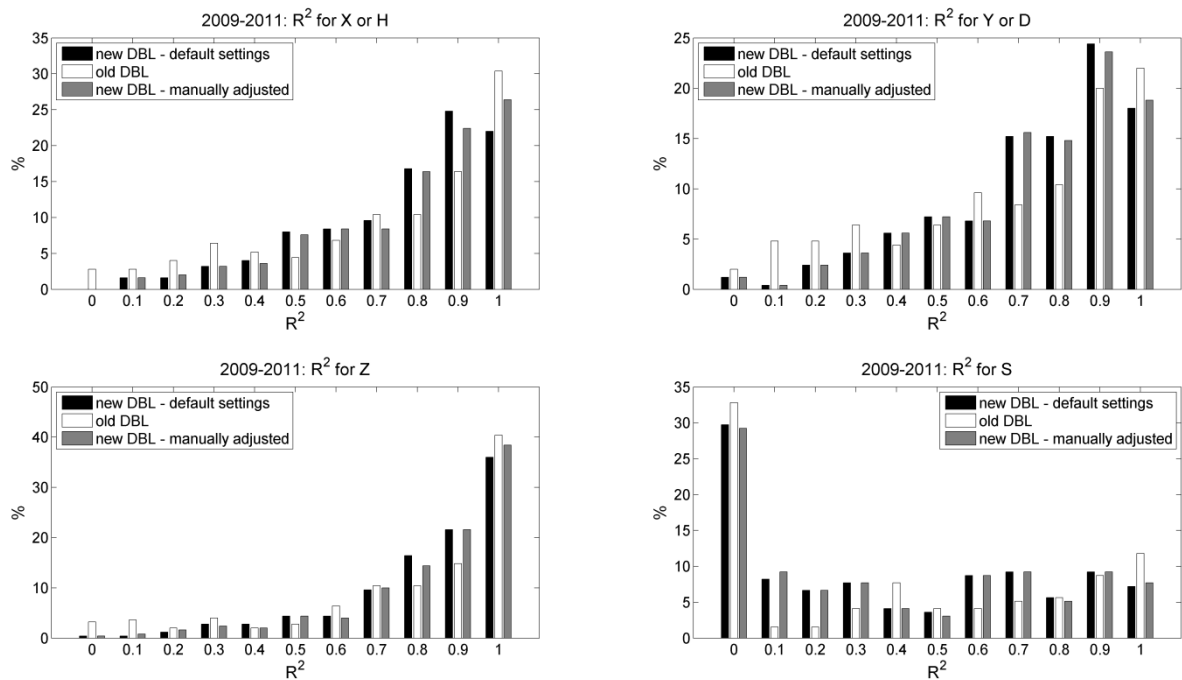 2009-2011: R² for X or H
35
30
25
20
15
10
5
0
%
new DBL - default settings
old DBL
new DBL - manually adjusted
0 0.1 0.2 0.3 0.4 0.5 0.6 0.7 0.8 0.9 1
R²
2009-2011: R² for Y or D
25
20
15
10
5
0
%
new DBL - default settings
old DBL
new DBL - manually adjusted
0 0.1 0.2 0.3 0.4 0.5 0.6 0.7 0.8 0.9 1
R²
2009-2011: R² for Z
50
40
30
20
10
0
%
new DBL - default settings
old DBL
new DBL - manually adjusted
0 0.1 0.2 0.3 0.4 0.5 0.6 0.7 0.8 0.9 1
R²
2009-2011: R² for S
35
30
25
20
15
10
5
0
%
new DBL - default settings
old DBL
new DBL - manually adjusted
0 0.1 0.2 0.3 0.4 0.5 0.6 0.7 0.8 0.9 1
R²